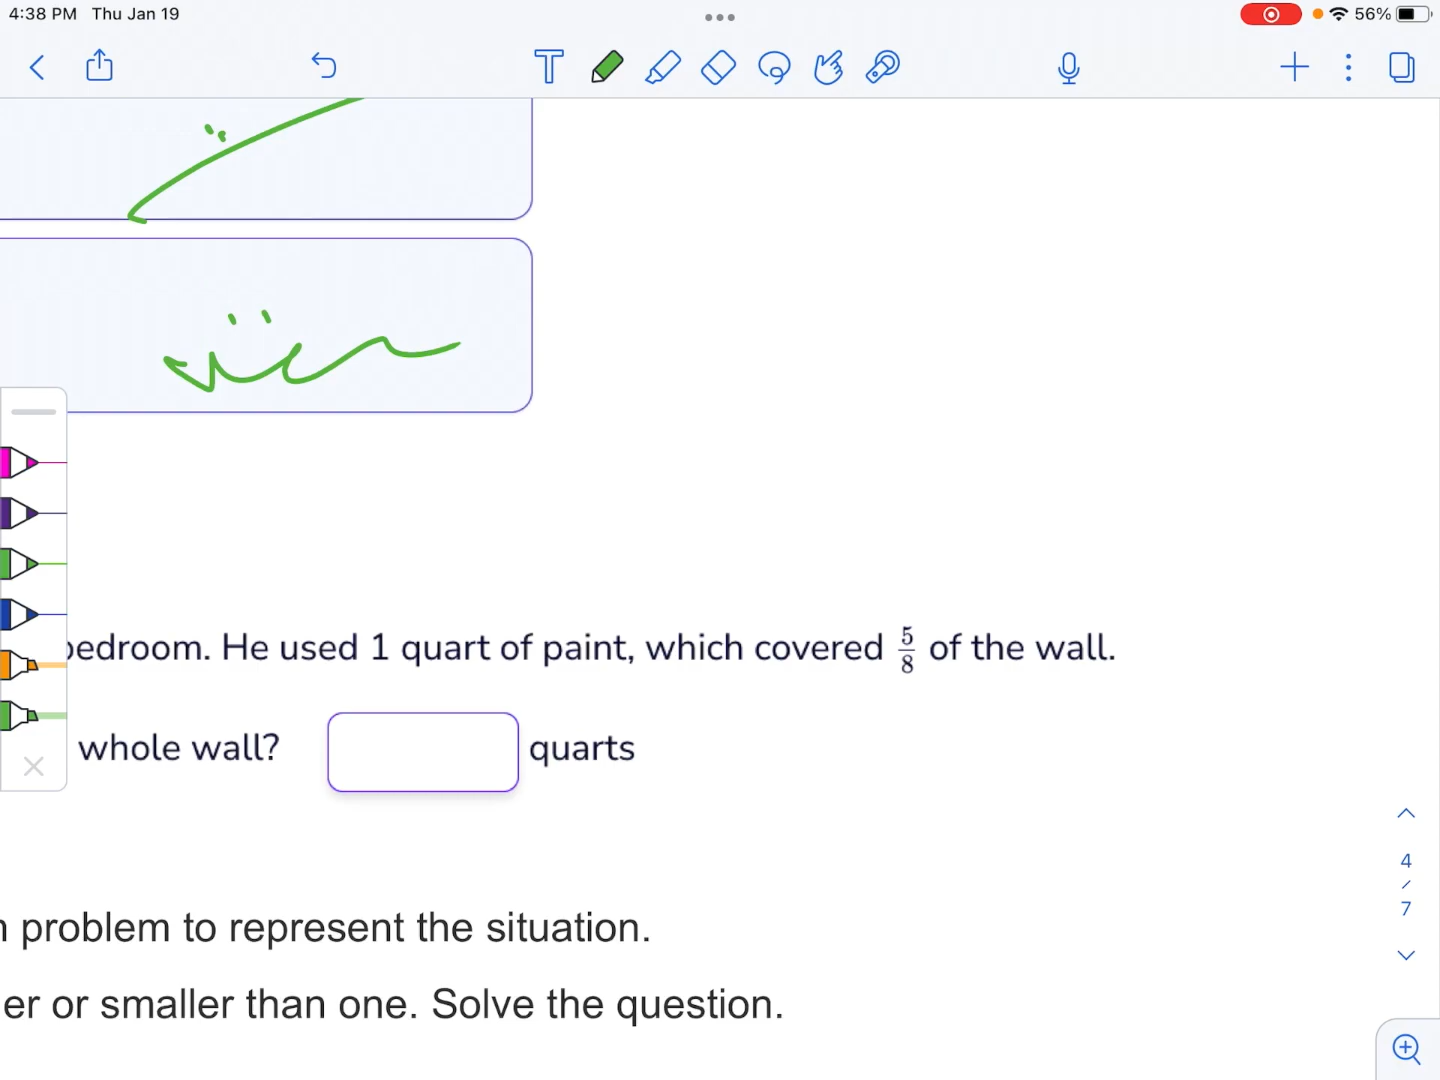 4:38 PM Thu Jan 19
56%
T
bedroom. He used 1 quart of paint, which covered 5/8 of the wall.
whole wall? quarts
4
/
7
problem to represent the situation.
er or smaller than one. Solve the question.